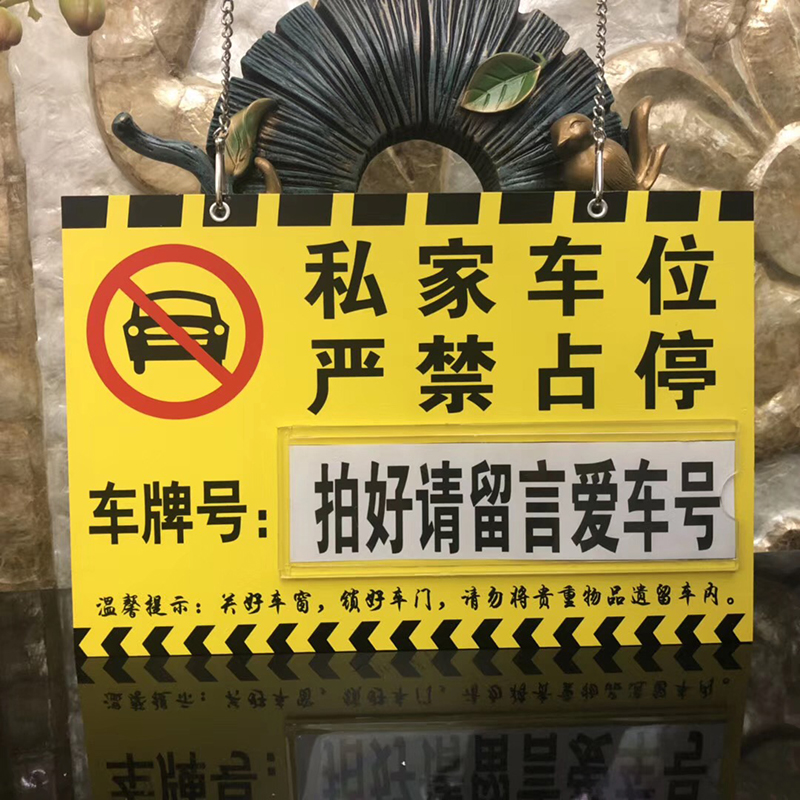 私家车位
严禁占停
车牌号：
拍好请留言爱车号
温馨提示：关好车窗，锁好车门，请勿将贵重物品遗留车内。